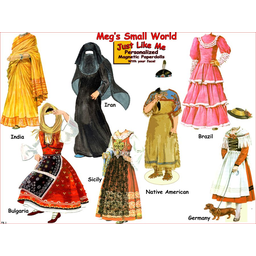 Meg's Small World
Just Like Me
Personalized
Magnetic Paperdolls
With your face!
Iran
India
Brazil
Sicily
Native American
Bulgaria
Germany